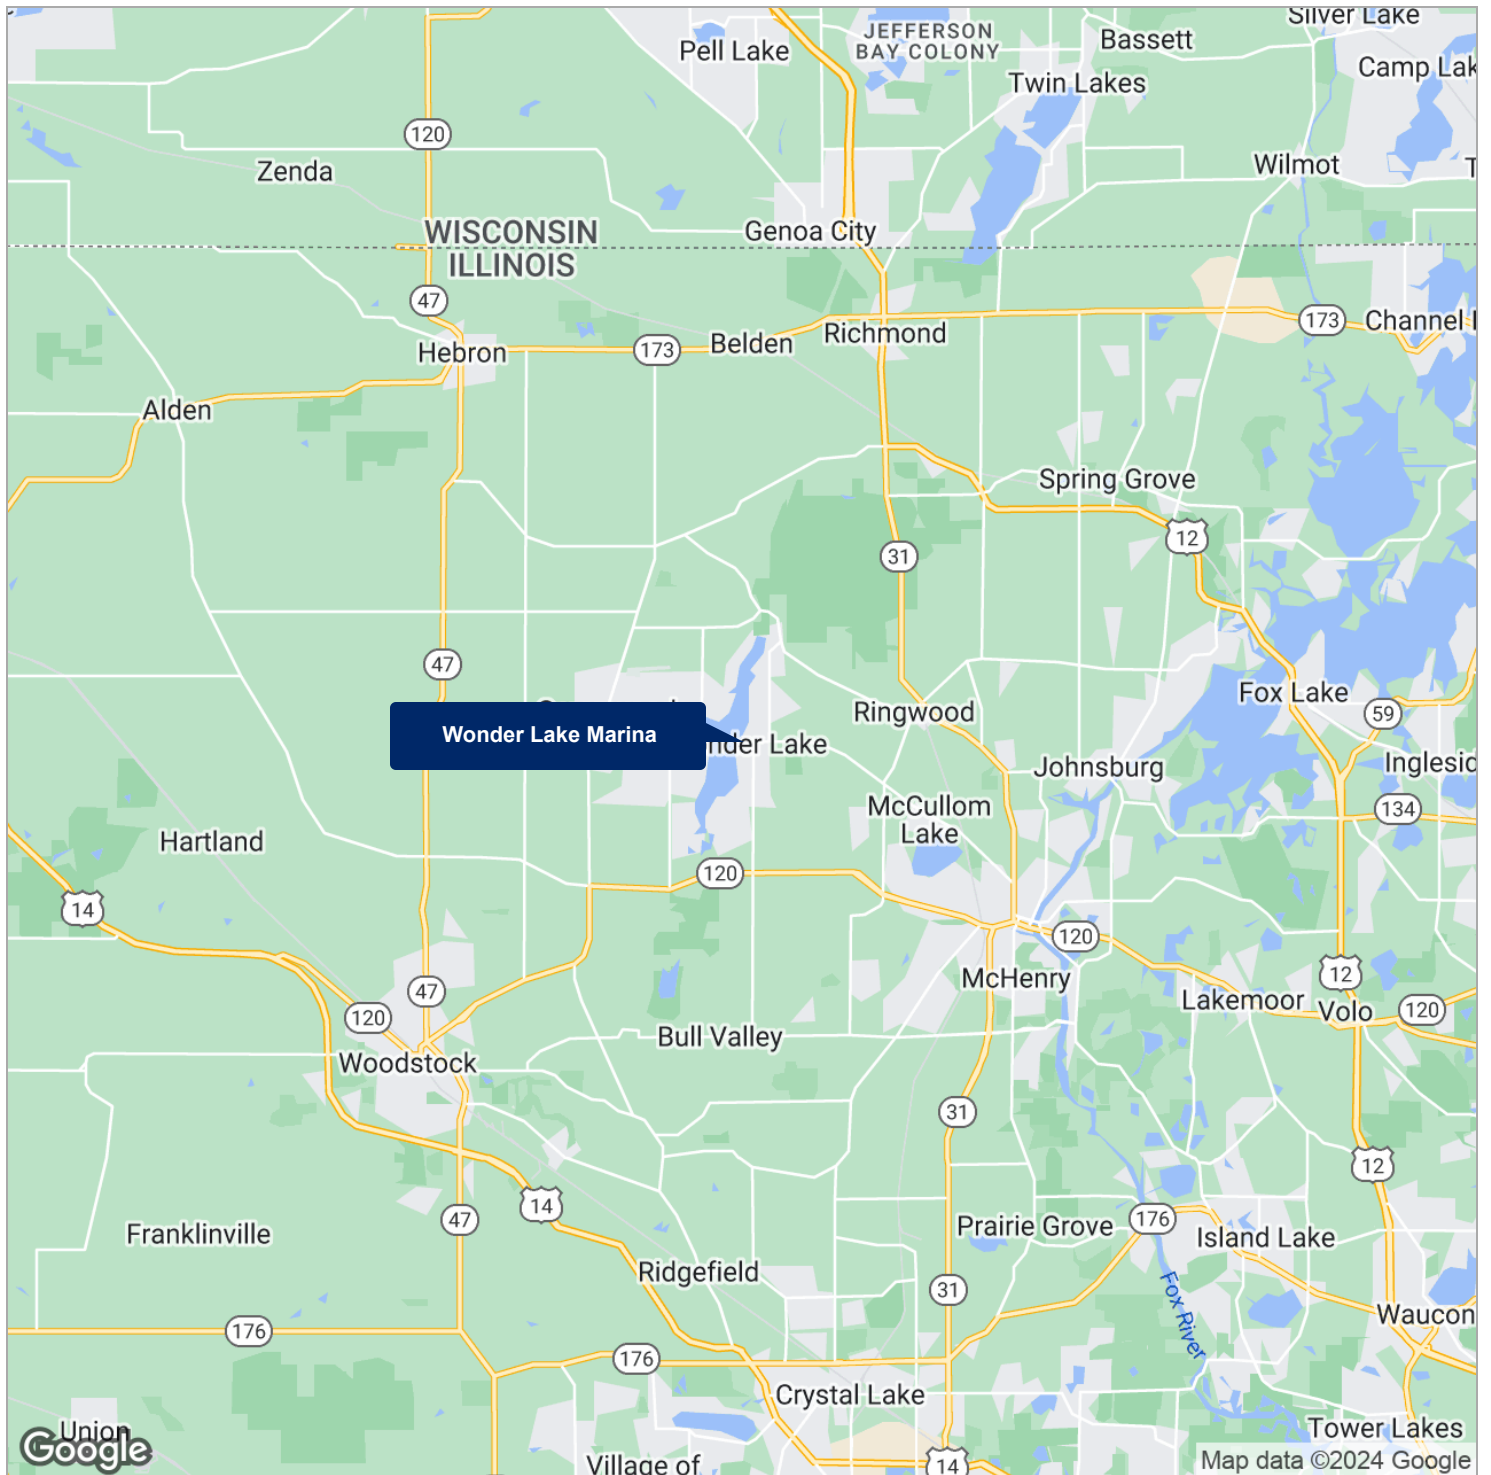 Silver Lake
JEFFERSON
BAY COLONY
Pell Lake
Bassett
Camp Lak
Twin Lakes
120
Zenda
Wilmot
WISCONSIN
ILLINOIS
Genoa City
47
173
Channel
Richmond
Belden
173
Hebron
Alden
Spring Grove
12
31
47
Fox Lake
Ringwood
59
Wonder Lake Marina
nder Lake
Inglesid
Johnsburg
McCullom
Lake
134
Hartland
120
14
120
12
McHenry
47
Lakemoor
Volo
120
120
Bull Valley
Woodstock
31
12
14
47
Prairie Grove
176
Island Lake
Franklinville
Ridgefield
31
Fox River
Waucon
176
176
Crystal Lake
Tower Lakes
Union
Google
Village of
14
Map data ©2024 Google